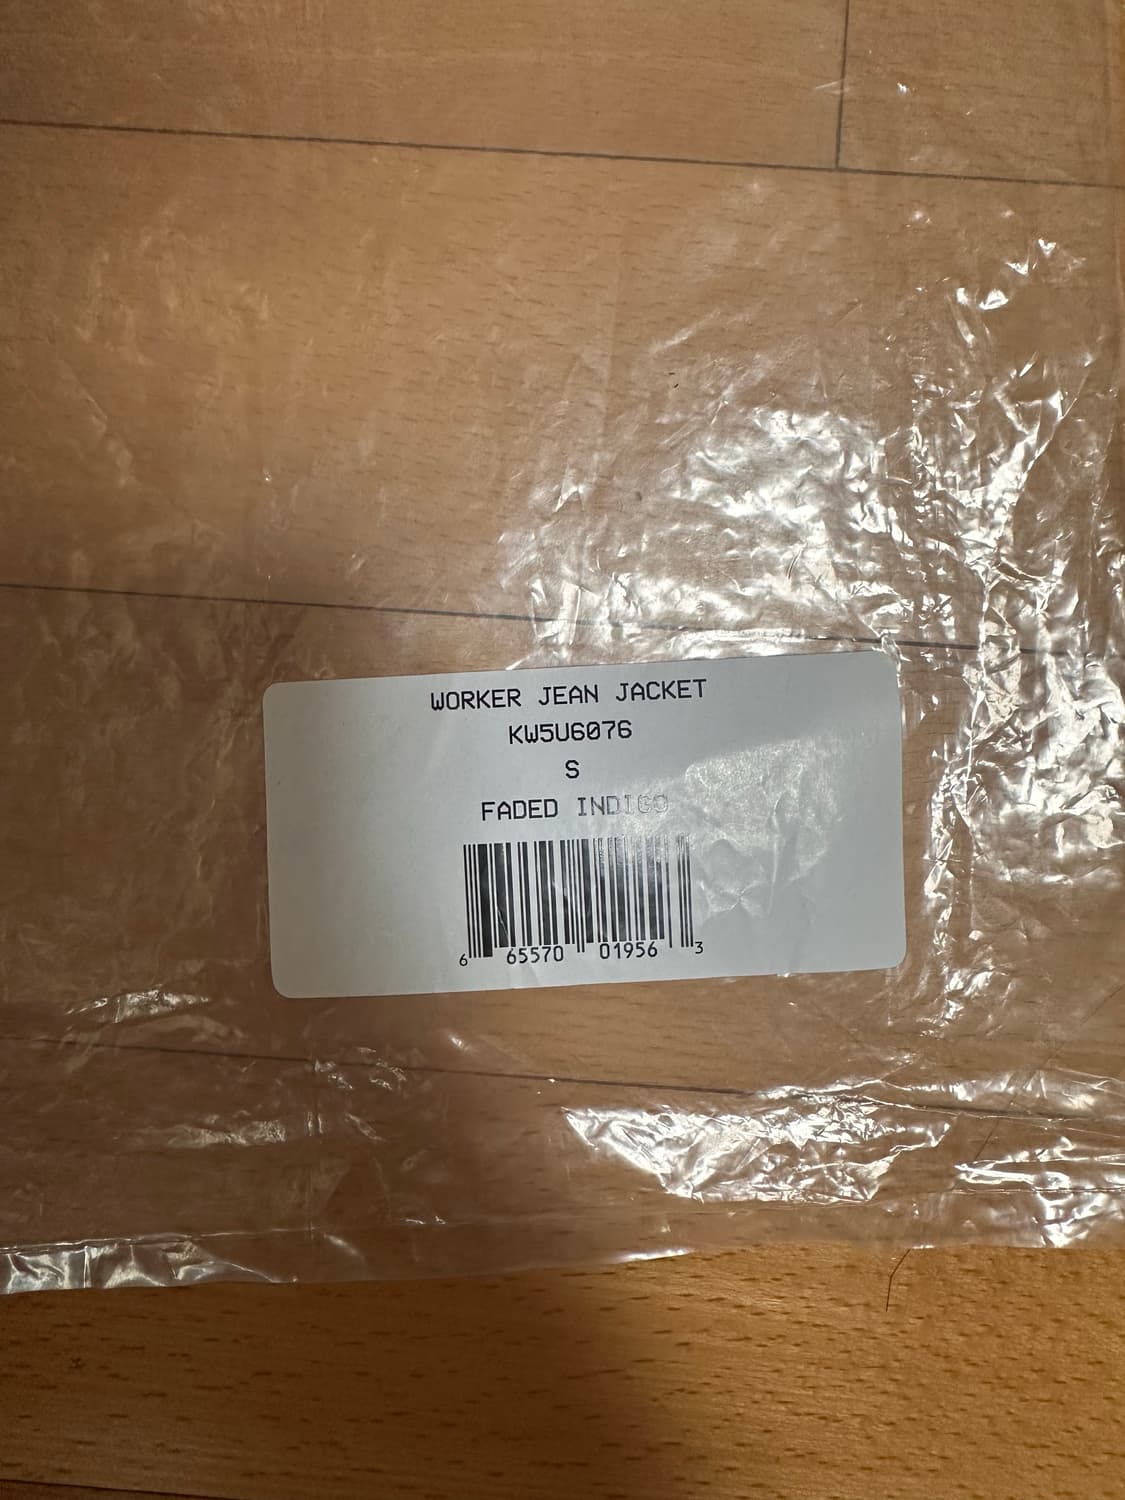 WORKER JEAN JACKET
KW5U6076
S
FADED INDIGO
6 65570 01956 3